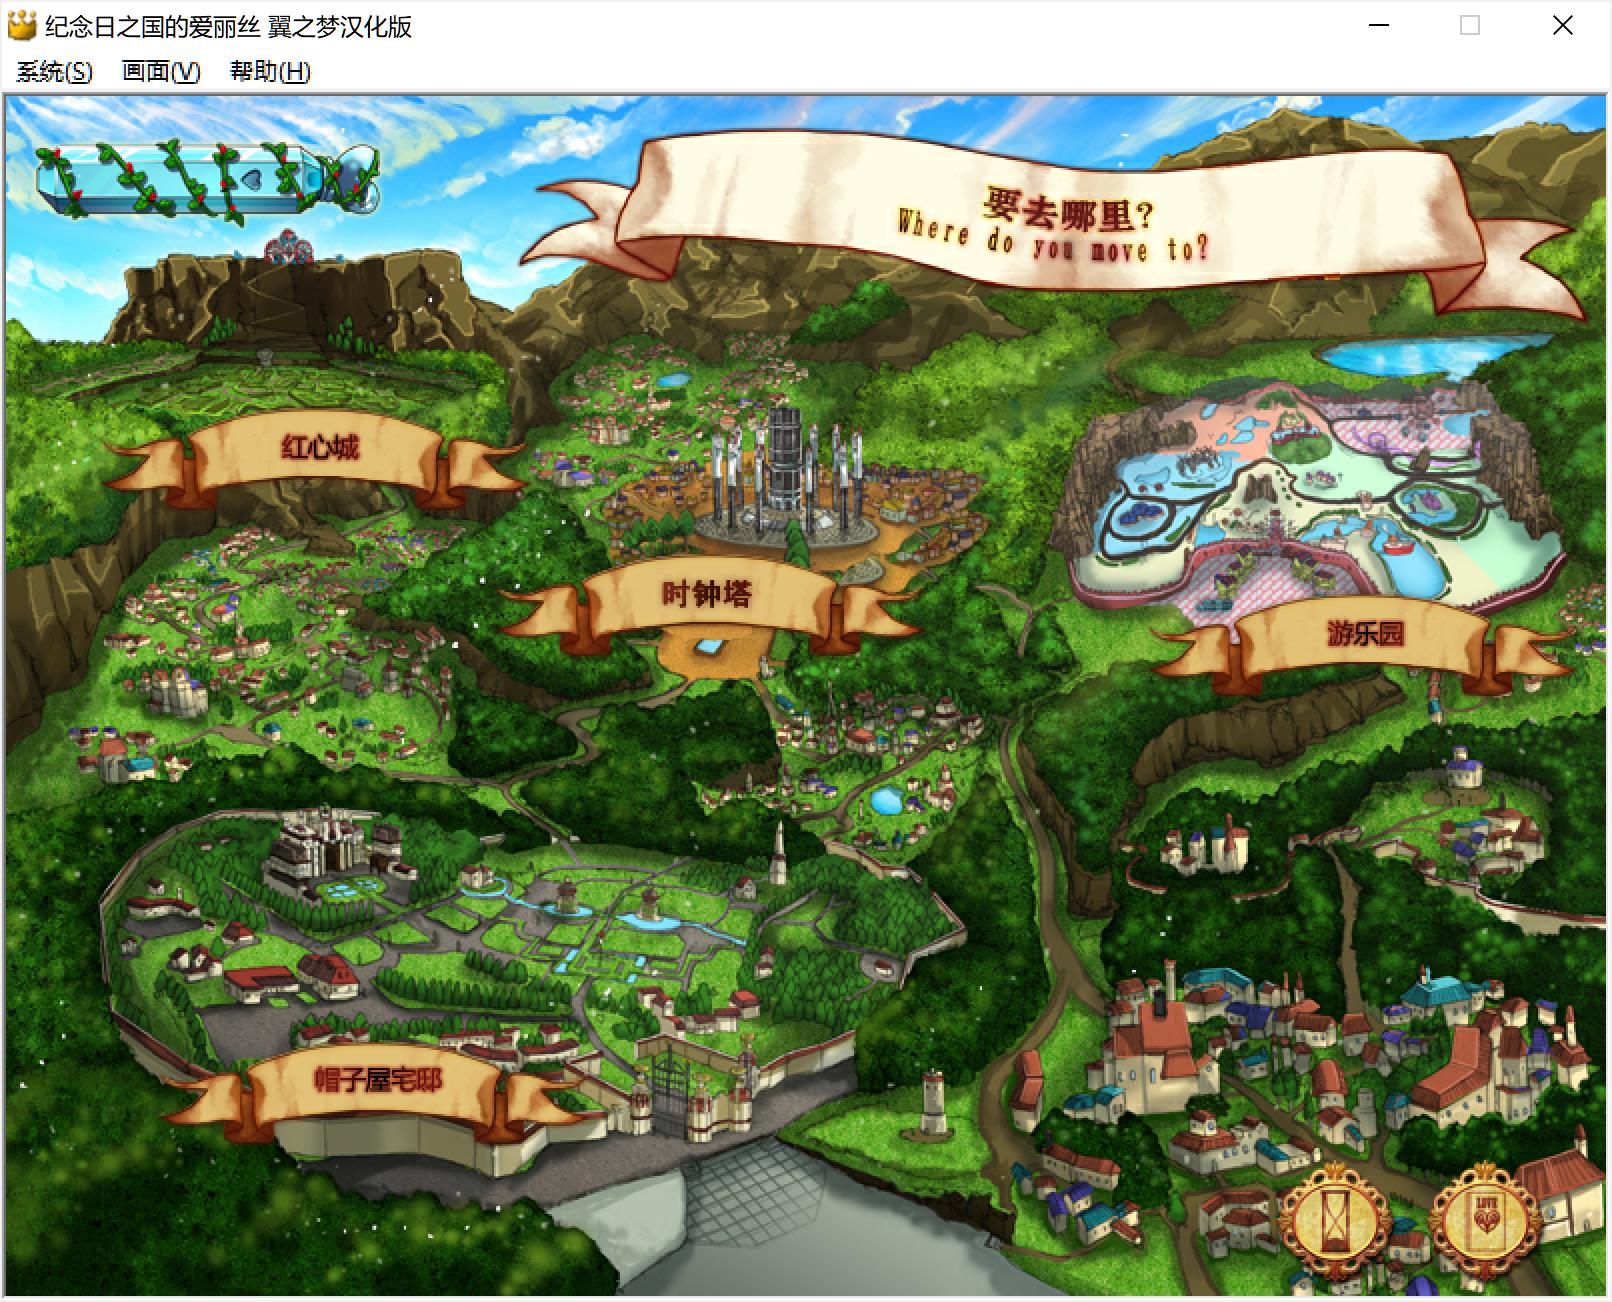 纪念日之国的爱丽丝 翼之梦汉化版
系统(S) 画面(V) 帮助(H)
要去哪里?
Where do you move to?
红心城
时钟塔
游乐园
帽子屋宅邸
LOVE